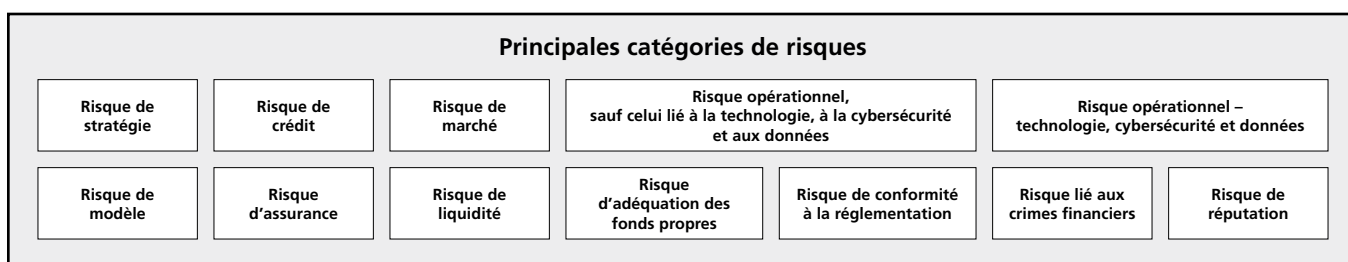 Principales catégories de risques
Risque de
stratégie
Risque de
crédit
Risque de
marché
Risque opérationnel,
sauf celui lié à la technologie, à la cybersécurité
et aux données
Risque opérationnel –
technologie, cybersécurité et données
Risque de
modèle
Risque
d’assurance
Risque de
liquidité
Risque
d’adéquation des
fonds propres
Risque de conformité
à la réglementation
Risque lié aux
crimes financiers
Risque de
réputation